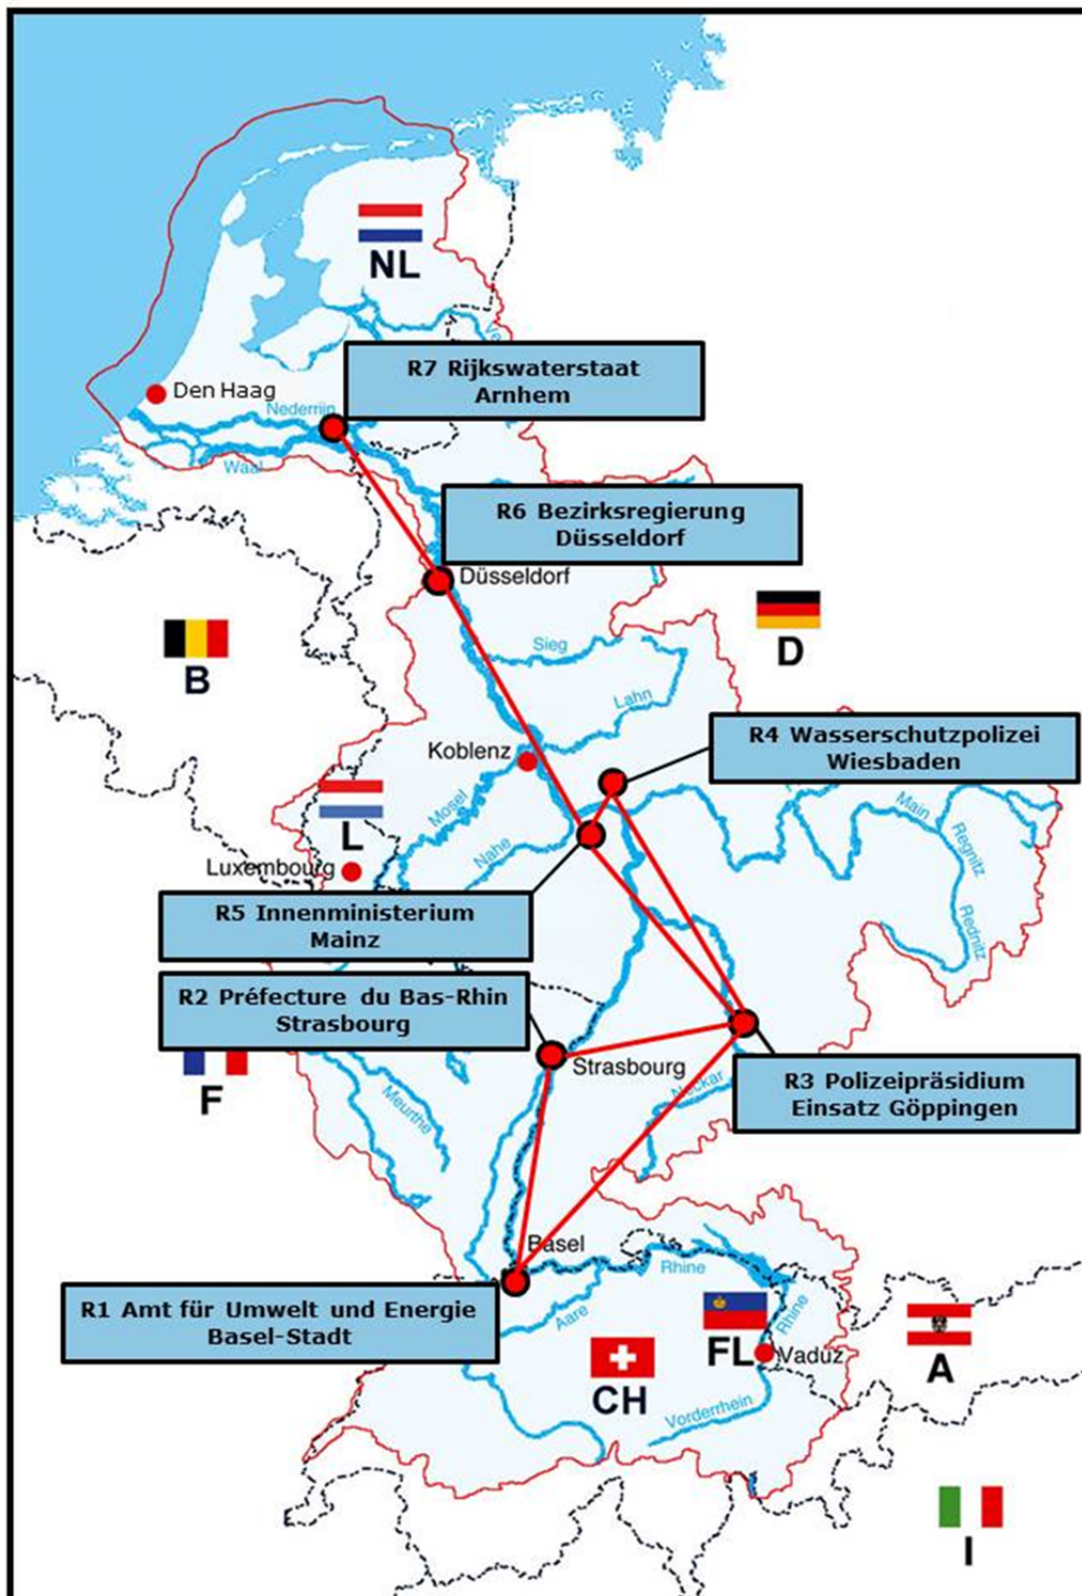 NL
Ve
R7 Rijkswaterstaat
Arnhem
Den Haag
Nederrijn
Waal
R6 Bezirksregierung
Düsseldorf
Düsseldorf
B
D
Sieg
Lahn
R4 Wasserschutzpolizei
Wiesbaden
Koblenz
Mosel
Main
Regnitz
L
Nahe
Luxembourg
R5 Innenministerium
Mainz
Rednitz
R2 Préfecture du Bas-Rhin
Strasbourg
Strasbourg
F
Meurthe
Neckar
R3 Polizeipräsidium
Einsatz Göppingen
Basel
Rhine
R1 Amt für Umwelt und Energie
Basel-Stadt
Aare
Rhine
FL
Vaduz
A
CH
Vorderrhein
I